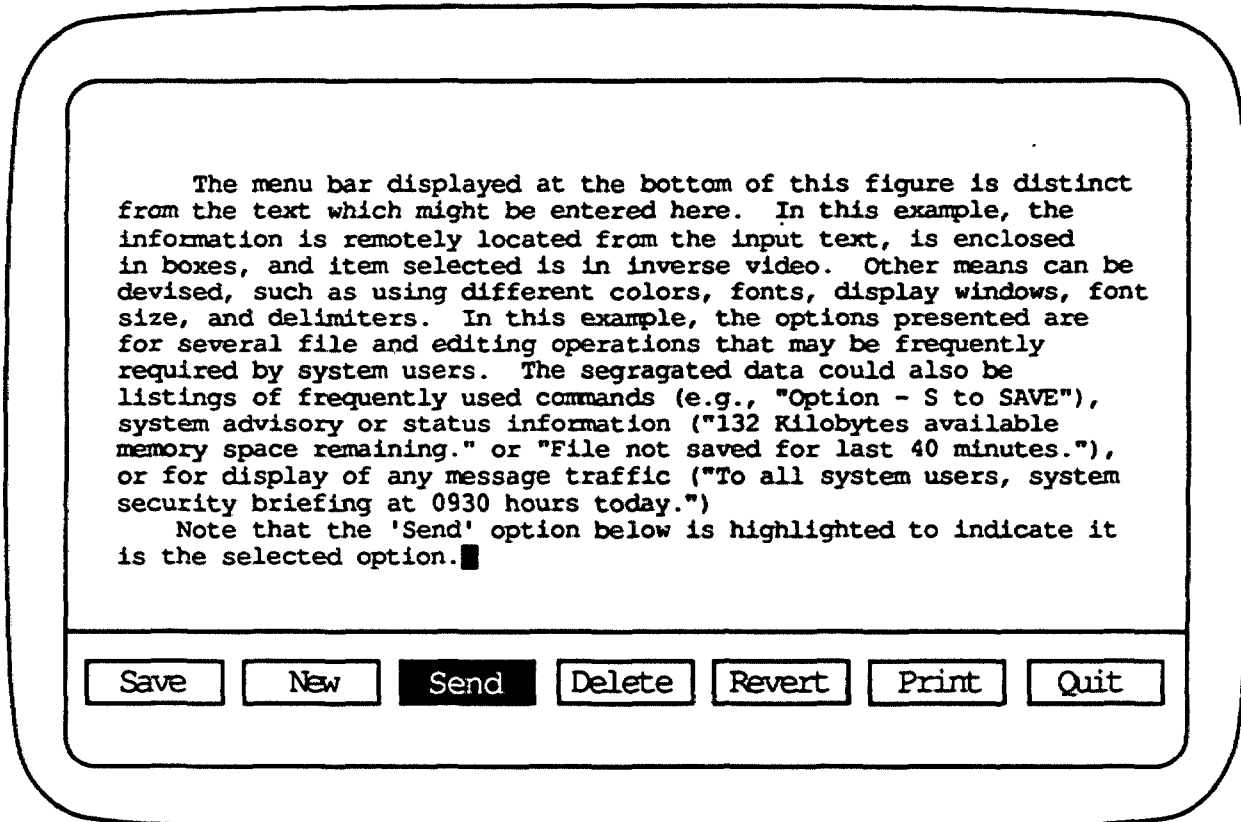 The menu bar displayed at the bottom of this figure is distinct
from the text which might be entered here. In this example, the
information is remotely located from the input text, is enclosed
in boxes, and item selected is in inverse video. Other means can be
devised, such as using different colors, fonts, display windows, font
size, and delimiters. In this example, the options presented are
for several file and editing operations that may be frequently
required by system users. The segragated data could also be
listings of frequently used commands (e.g., "Option - S to SAVE"),
system advisory or status information ("132 Kilobytes available
memory space remaining." or "File not saved for last 40 minutes."),
or for display of any message traffic ("To all system users, system
security briefing at 0930 hours today.")
Note that the 'Send' option below is highlighted to indicate it
is the selected option.
Save New Send Delete Revert Print Quit